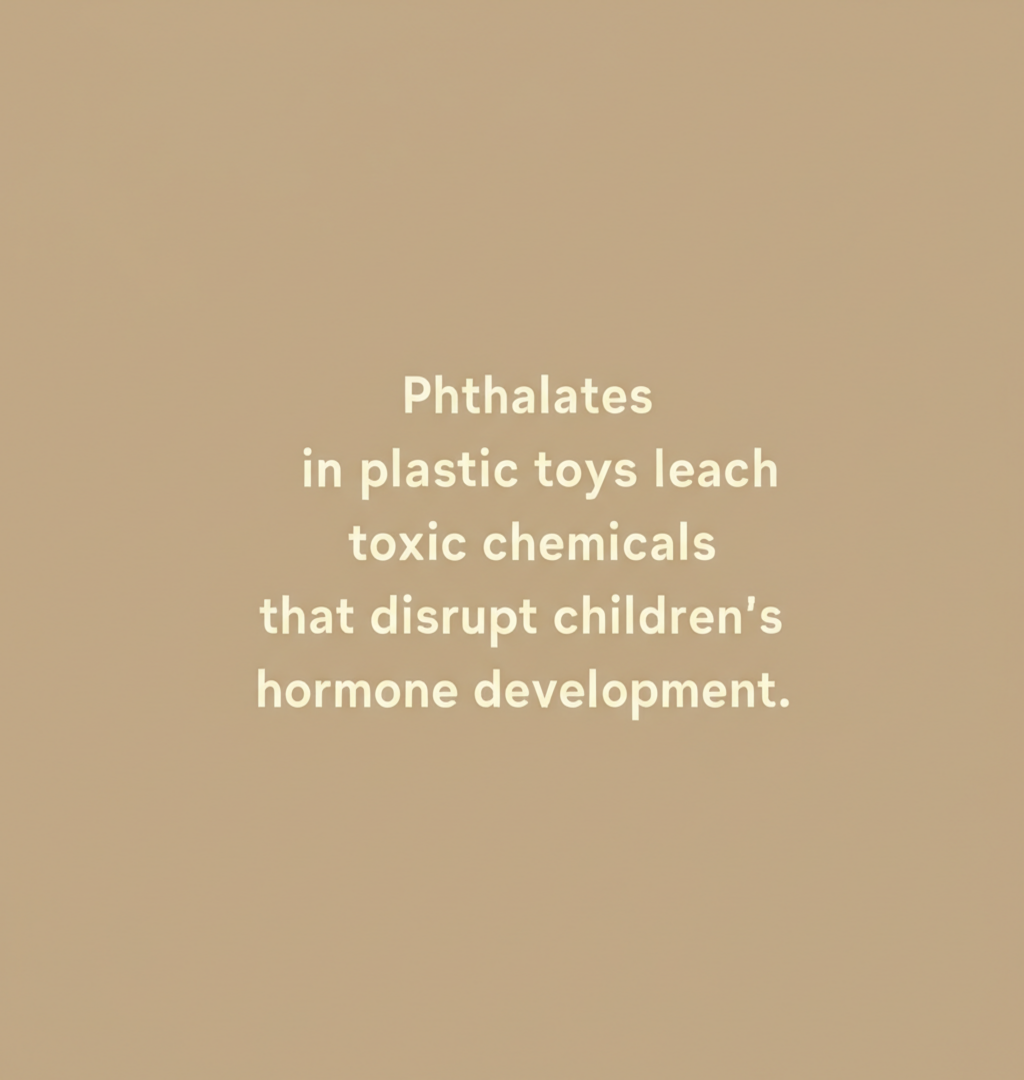 Phthalates
in plastic toys leach
toxic chemicals
that disrupt children's
hormone development.